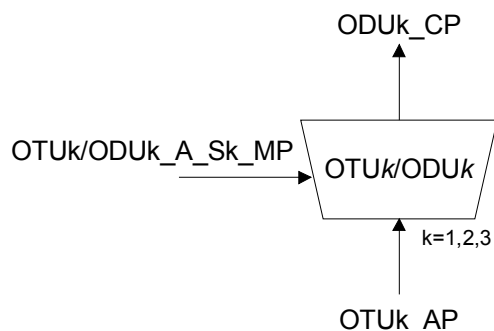 ODUk_CP
OTUk/ODUk_A_Sk_MP
OTUk/ODUk
k=1,2,3
OTUk_AP